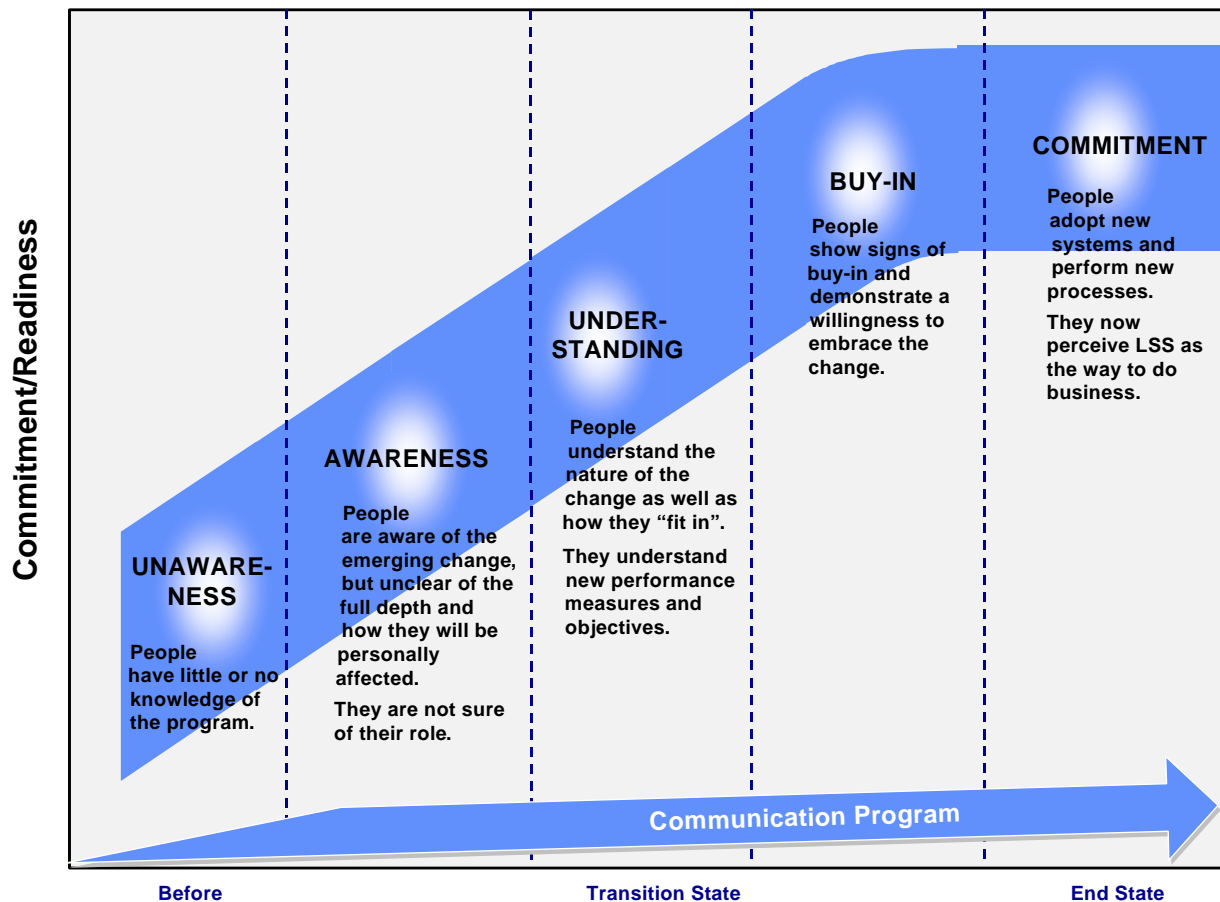 Commitment/Readiness
UNAWARE-
NESS
People
have little or no
knowledge of
the program.
AWARENESS
People
are aware of the
emerging change,
but unclear of the
full depth and
how they will be
personally
affected.
They are not sure
of their role.
UNDER-
STANDING
People
understand the
nature of the
change as well as
how they “fit in”.
They understand
new performance
measures and
objectives.
BUY-IN
People
show signs of
buy-in and
demonstrate a
willingness to
embrace the
change.
COMMITMENT
People
adopt new
systems and
perform new
processes.
They now
perceive LSS as
the way to do
business.
Communication Program
Before
Transition State
End State